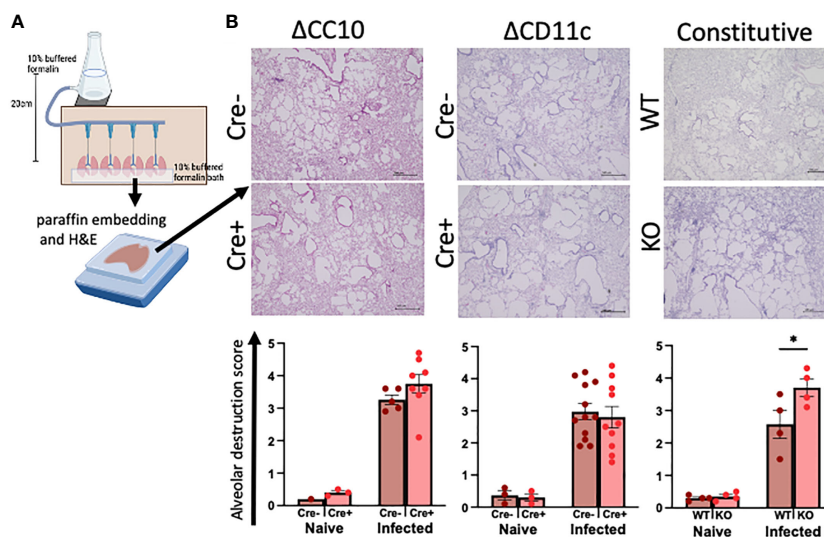 A
10% buffered
formalin
20cm
10% buffered
formalin bath
paraffin embedding
and H&E
B
ΔCC10
ΔCD11c
Constitutive
Cre-
Cre+
Cre-
Cre+
WT
KO
Alveolar destruction score
5
4
3
2
1
0
Cre- Cre+ Cre- Cre+
Naive Infected
5
4
3
2
1
0
Cre- Cre+ Cre- Cre+
Naive Infected
*
5
4
3
2
1
0
WT KO WT KO
Naive Infected